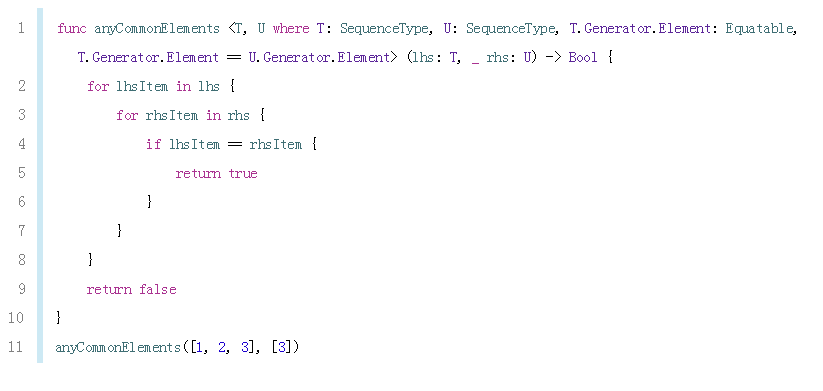 1 func anyCommonElements <T, U where T: SequenceType, U: SequenceType, T.Generator.Element: Equatable,
T.Generator.Element == U.Generator.Element> (lhs: T, _ rhs: U) -> Bool {
2 for lhsItem in lhs {
3 for rhsItem in rhs {
4 if lhsItem == rhsItem {
5 return true
6 }
7 }
8 }
9 return false
10 }
11 anyCommonElements([1, 2, 3], [3])